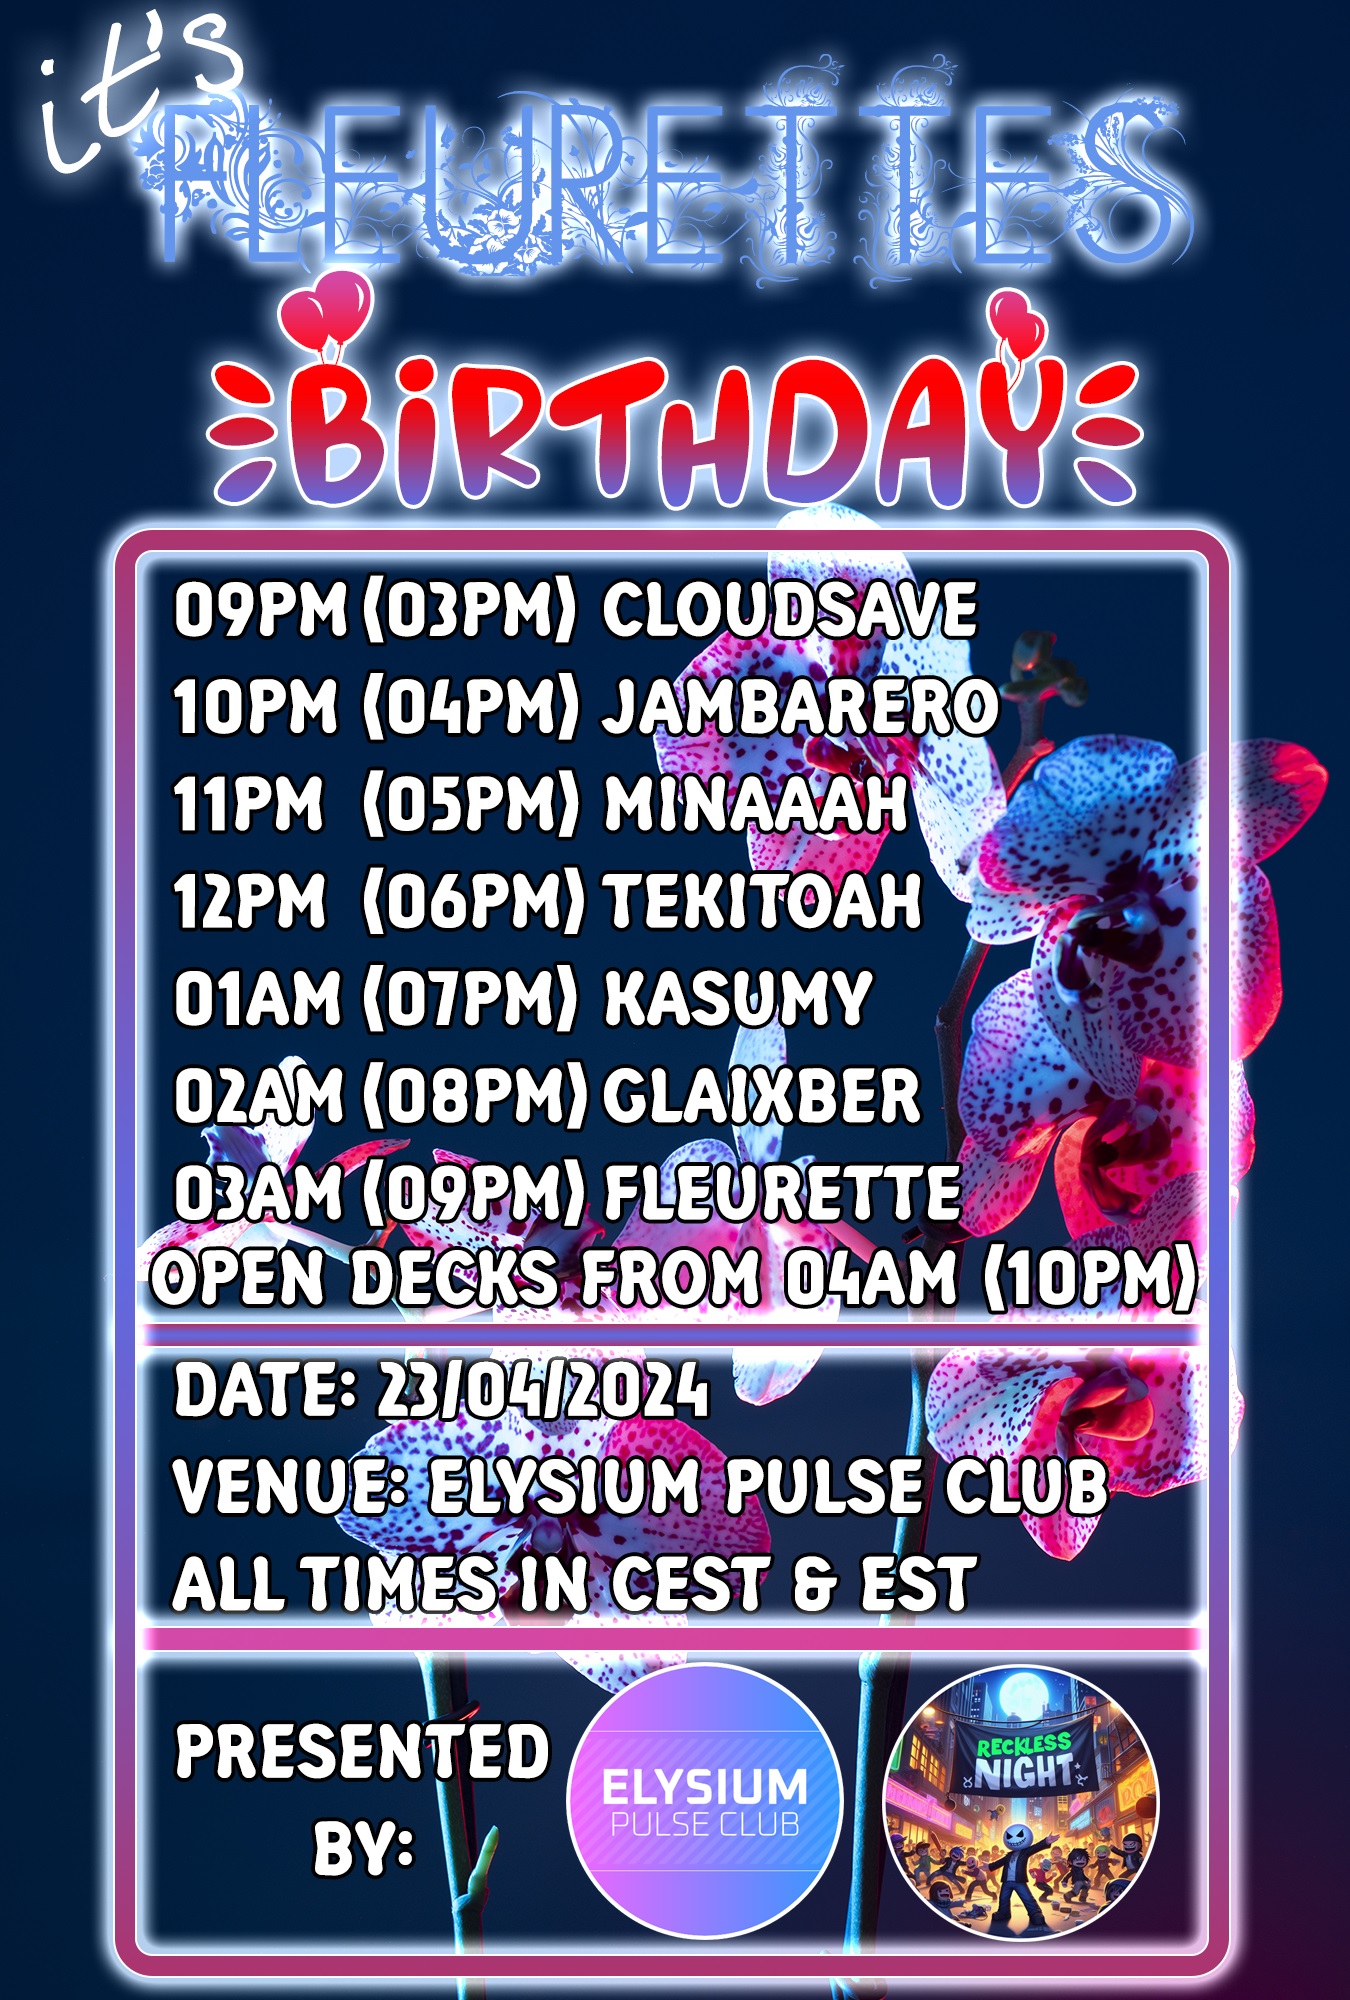 it's
FLEURETTES
BiRTHDAY
09PM (03PM) CLOUDSAVE
10PM (04PM) JAMBARERO
11PM (05PM) MINAAAH
12PM (06PM) TEKITOAH
01AM (07PM) KASUMY
02AM (08PM) GLAIXBER
03AM (09PM) FLEURETTE
OPEN DECKS FROM 04AM (10PM)
DATE: 23/04/2024
VENUE: ELYSIUM PULSE CLUB
ALL TIMES IN CEST & EST
PRESENTED
BY:
ELYSIUM
PULSE CLUB
RECKLESS
NIGHT